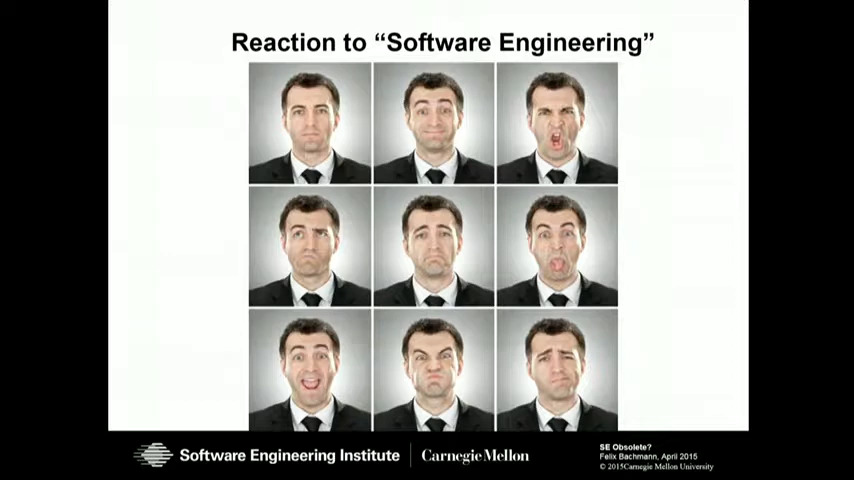 Reaction to “Software Engineering”
Software Engineering Institute
Carnegie Mellon
SE Obsolete?
Felix Bachmann, April 2015
© 2015Carnegie Mellon University